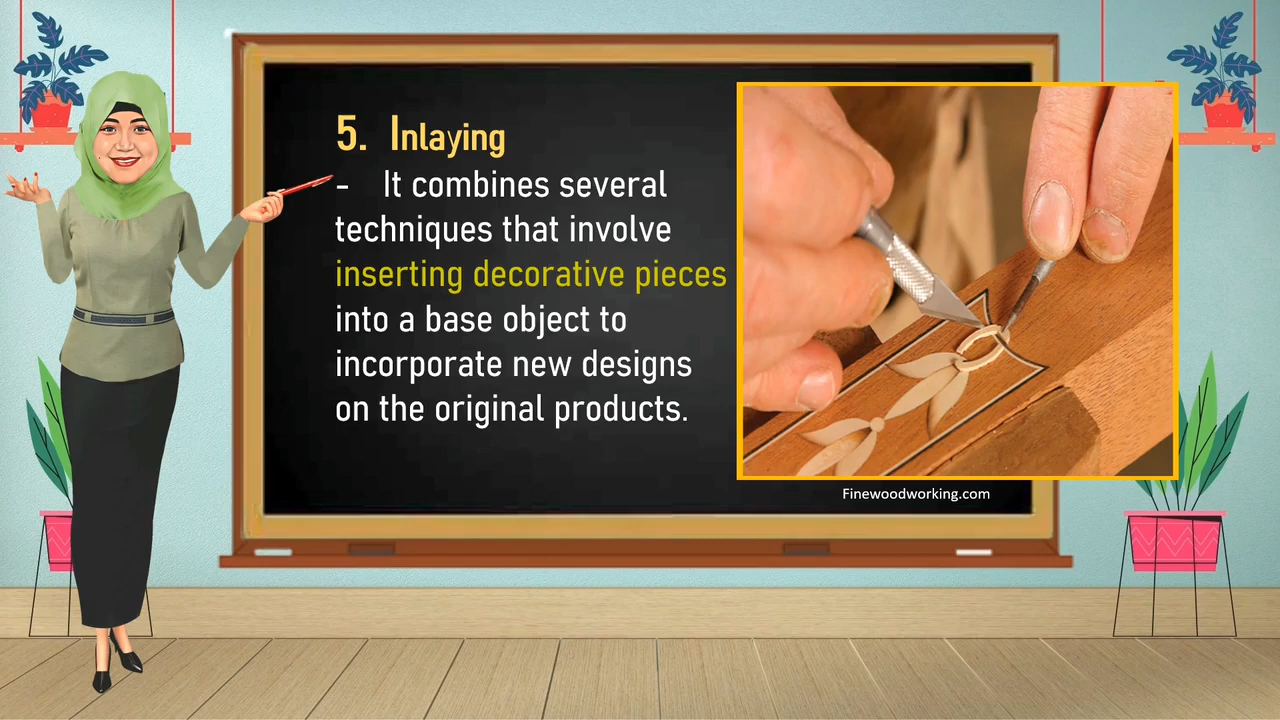 5. Inlaying
- It combines several
techniques that involve
inserting decorative pieces
into a base object to
incorporate new designs
on the original products.
Finewoodworking.com